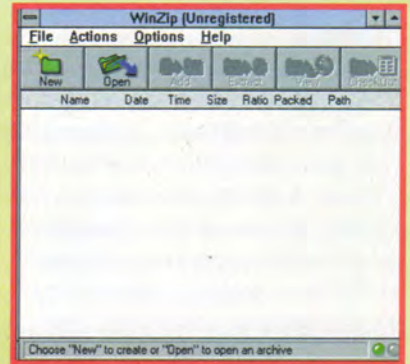 WinZip (Unregistered)
File Actions Options Help
New Open Add Extract View CheckOut
Name Date Time Size Ratio Packed Path
Choose "New" to create or "Open" to open an archive